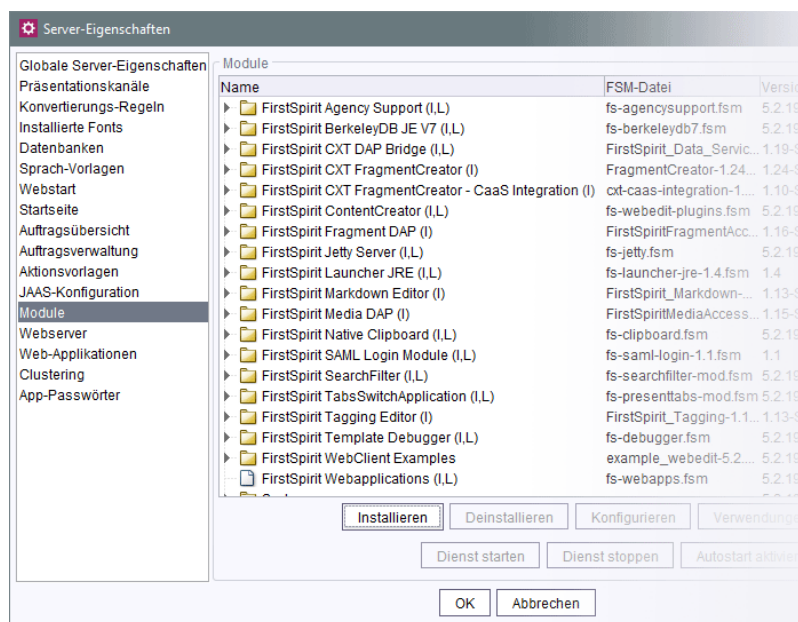 Server-Eigenschaften
Globale Server-Eigenschaften
Präsentationskanäle
Konvertierungs-Regeln
Installierte Fonts
Datenbanken
Sprach-Vorlagen
Webstart
Startseite
Auftragsübersicht
Auftragsverwaltung
Aktionsvorlagen
JAAS-Konfiguration
Module
Webserver
Web-Applikationen
Clustering
App-Passwörter
Module
Name FSM-Datei
FirstSpirit Agency Support (I,L) fs-agencysupport.fsm 5.2.19
FirstSpirit BerkeleyDB JE V7 (I,L) fs-berkeleydb7.fsm 5.2.19
FirstSpirit CXT DAP Bridge (I,L) FirstSpirit_Data_Servic... 1.19-S
FirstSpirit CXT FragmentCreator (I) FragmentCreator-1.24... 1.24-S
FirstSpirit CXT FragmentCreator - CaaS Integration (I) cxt-caas-integration-1.... 1.10-S
FirstSpirit ContentCreator (I,L) fs-webedit-plugins.fsm 5.2.19
FirstSpirit Fragment DAP (I) FirstSpiritFragmentAcc... 1.16-S
FirstSpirit Jetty Server (I,L) fs-jetty.fsm 5.2.19
FirstSpirit Launcher JRE (I,L) fs-launcher-jre-1.4.fsm 1.4
FirstSpirit Markdown Editor (I) FirstSpirit_Markdown-... 1.13-S
FirstSpirit Media DAP (I) FirstSpiritMediaAccess... 1.15-S
FirstSpirit Native Clipboard (I,L) fs-clipboard.fsm 5.2.19
FirstSpirit SAML Login Module (I,L) fs-saml-login-1.1.fsm 1.1
FirstSpirit SearchFilter (I,L) fs-searchfilter-mod.fsm 5.2.19
FirstSpirit TabsSwitchApplication (I,L) fs-presenttabs-mod.fsm 5.2.19
FirstSpirit Tagging Editor (I) FirstSpirit_Tagging-1.1... 1.13-S
FirstSpirit Template Debugger (I,L) fs-debugger.fsm 5.2.19
FirstSpirit WebClient Examples example_webedit-5.2.... 5.2.19
FirstSpirit Webapplications (I,L) fs-webapps.fsm 5.2.19
Installieren Deinstallieren Konfigurieren
Dienst starten Dienst stoppen Autostart
OK Abbrechen